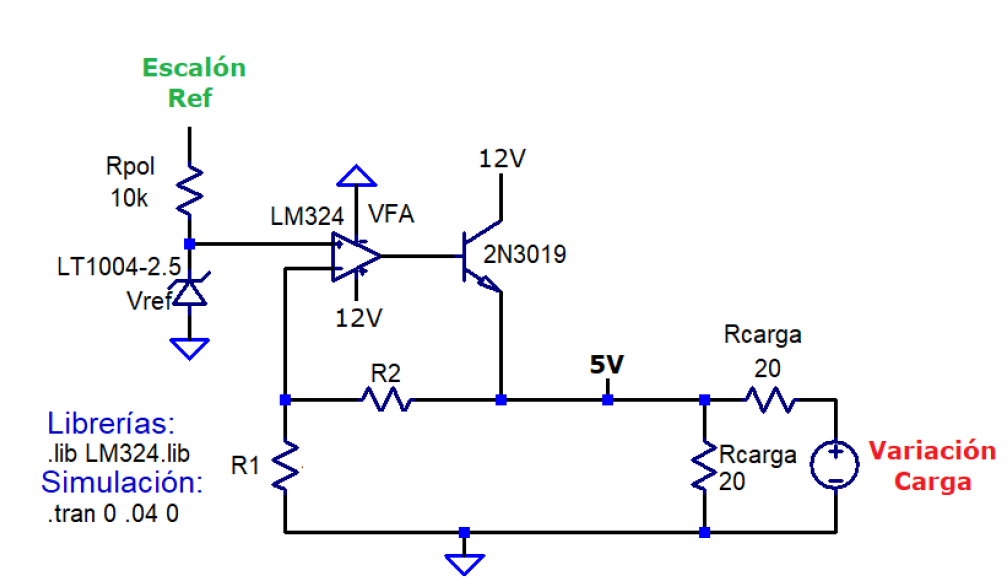 Escalón
Ref
Rpol
10k
LT1004-2.5
Vref
LM324
VFA
12V
12V
2N3019
R2
R1
5V
Rcarga
20
Rcarga
20
Variación
Carga
Librerías:
.lib LM324.lib
Simulación:
.tran 0 .04 0